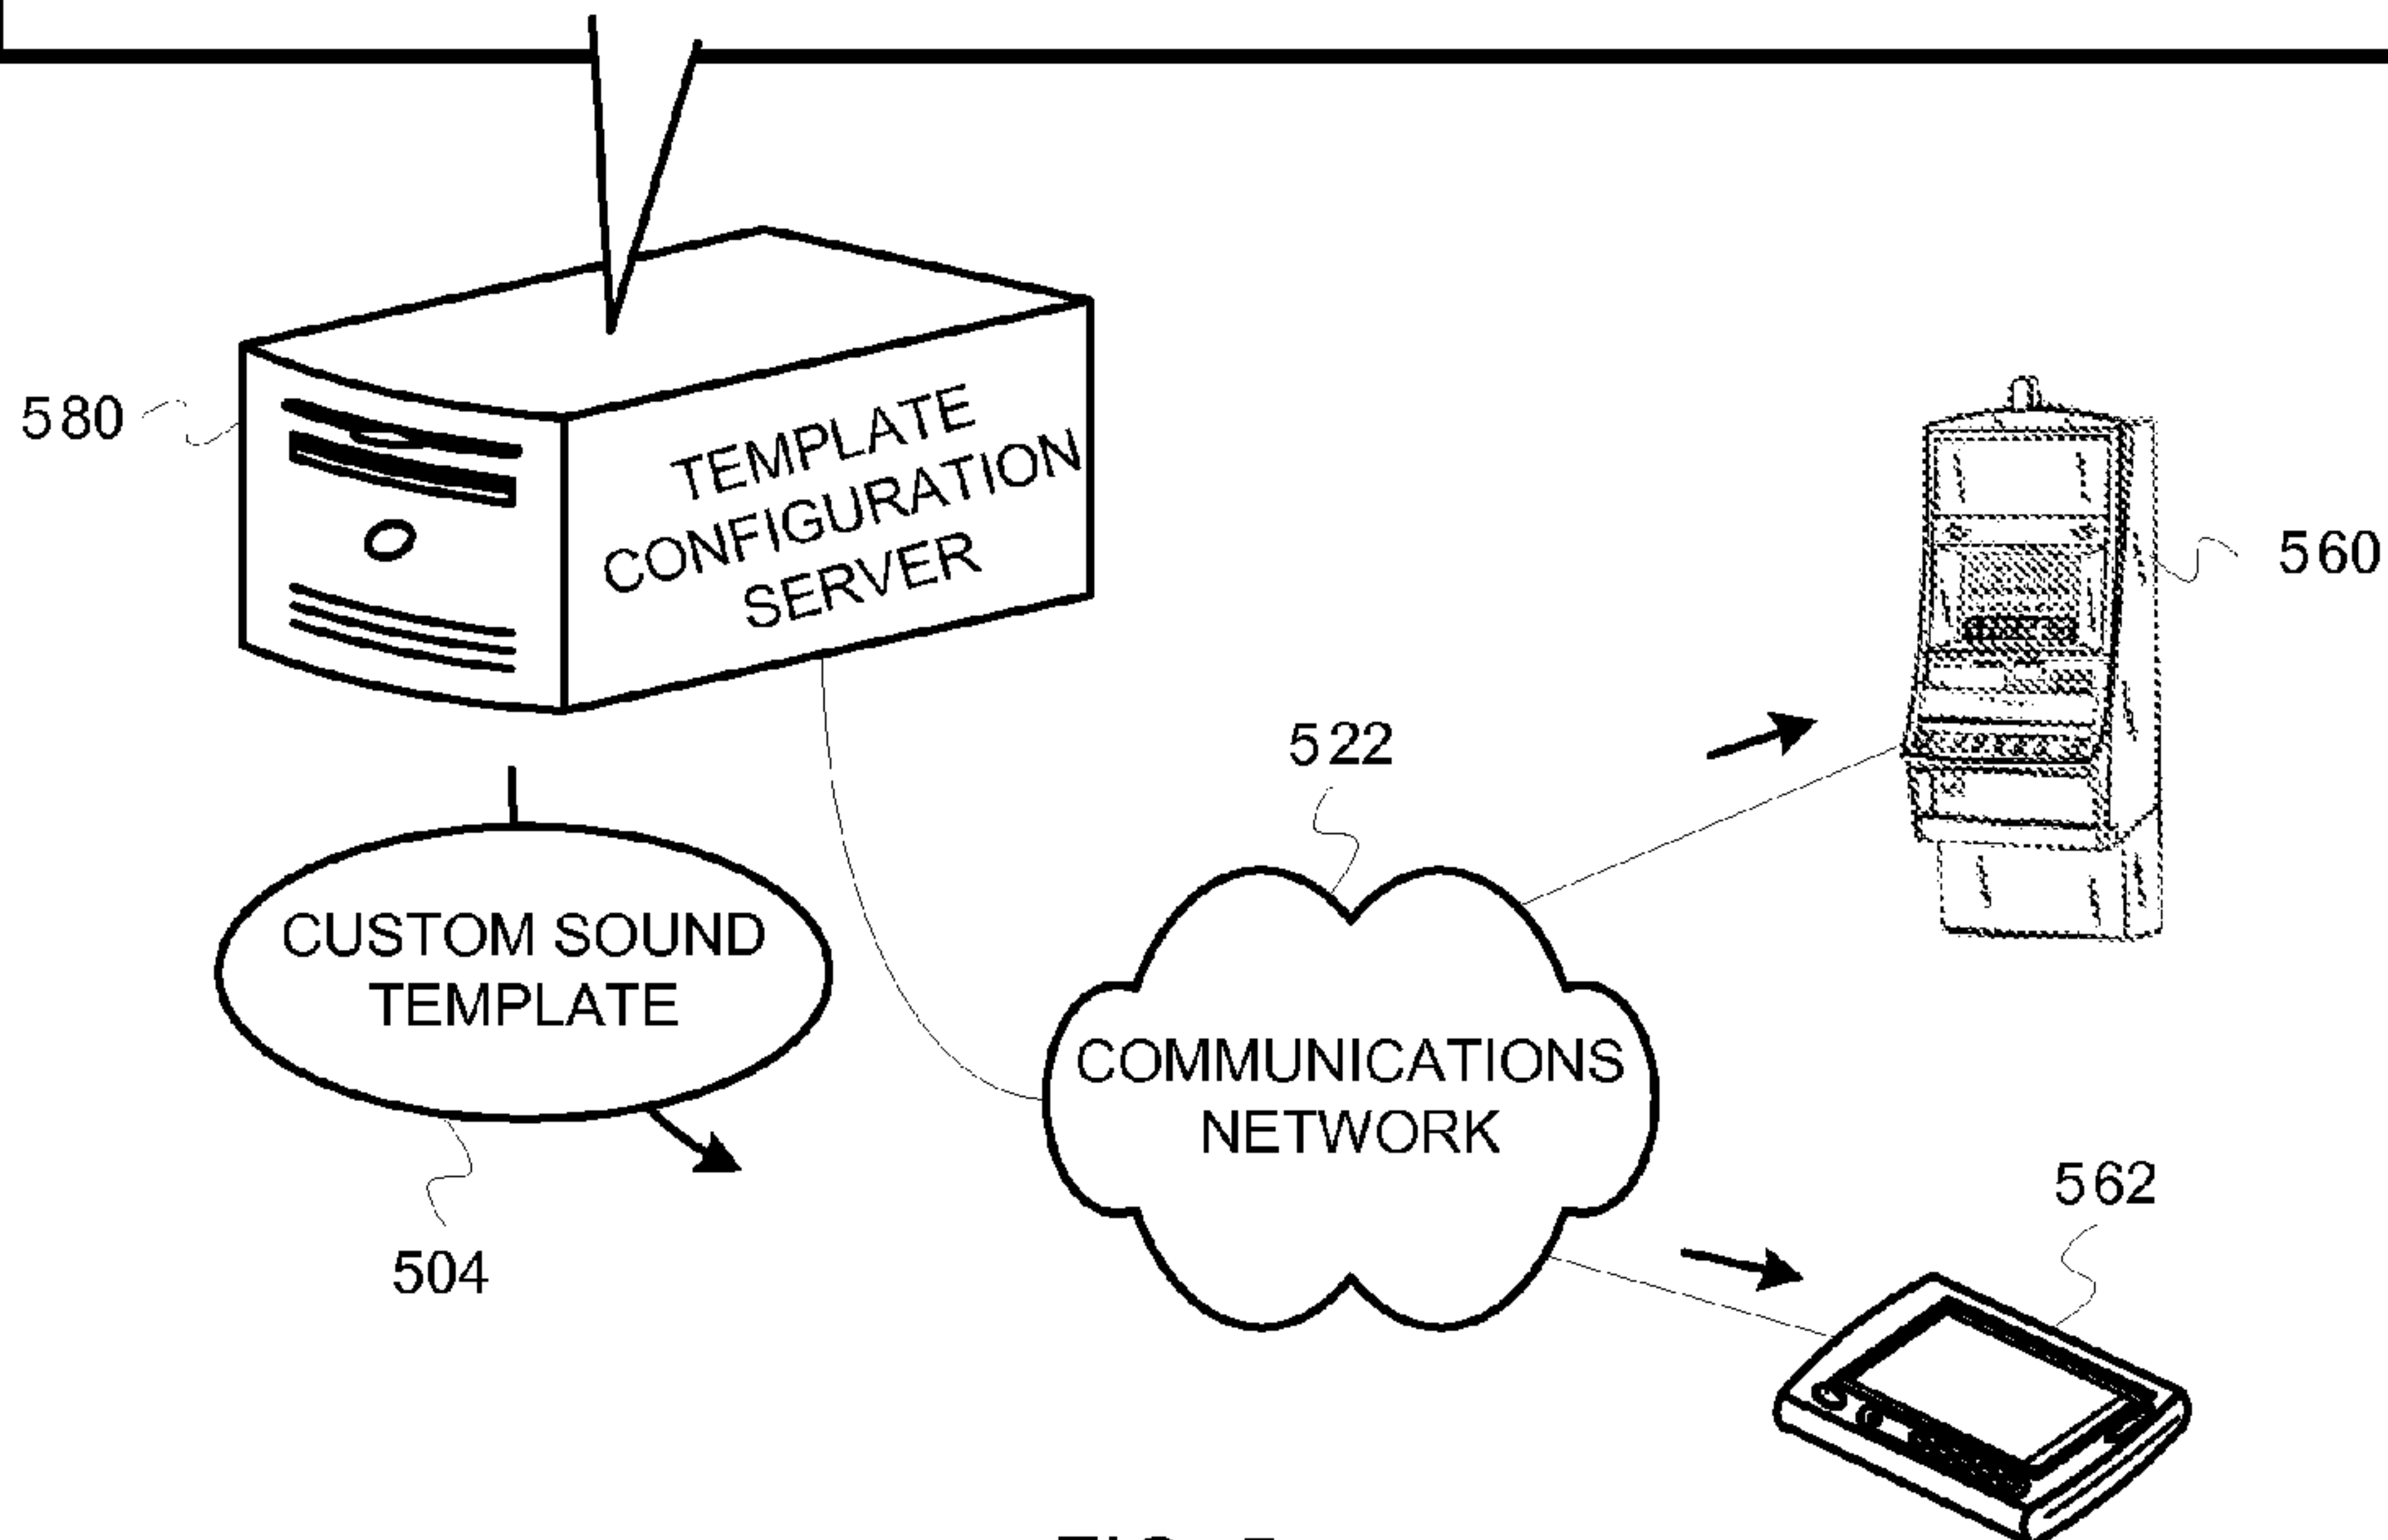 580
TEMPLATE
CONFIGURATION
SERVER
560
522
CUSTOM SOUND
TEMPLATE
COMMUNICATIONS
NETWORK
504
562